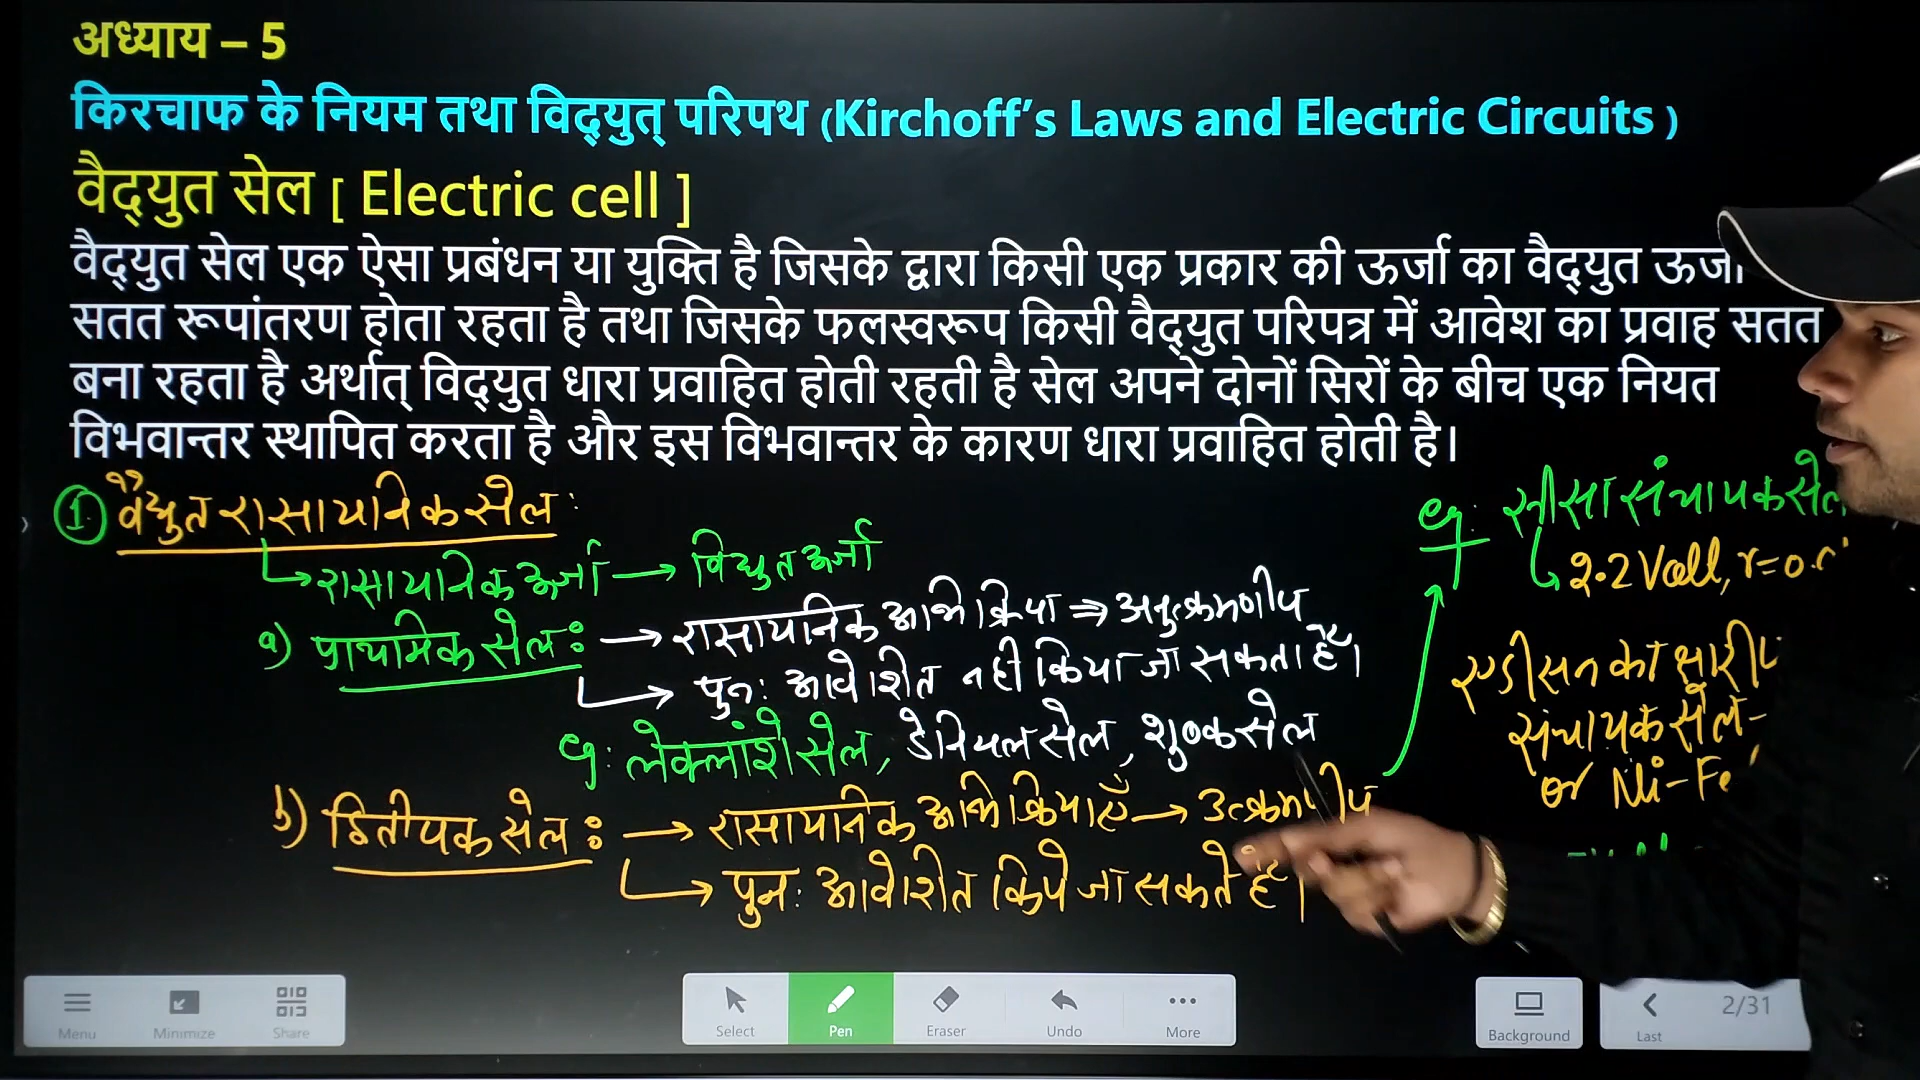 अध्याय – 5
किरचाफ के नियम तथा विद्युत् परिपथ (Kirchoff’s Laws and Electric Circuits )
वैद्युत सेल [ Electric cell ]
वैद्युत सेल एक ऐसा प्रबंधन या युक्ति है जिसके द्वारा किसी एक प्रकार की ऊर्जा का वैद्युत
सतत रूपांतरण होता रहता है तथा जिसके फलस्वरूप किसी वैद्युत परिपत्र में आवेश का प्रवाह सतत
बना रहता है अर्थात् विद्युत धारा प्रवाहित होती रहती है सेल अपने दोनों सिरों के बीच एक नियत
विभवान्तर स्थापित करता है और इस विभवान्तर के कारण धारा प्रवाहित होती है।
1. वैद्युत रासायनिक सेल :
रासायनिक ऊर्जा → विद्युत ऊर्जा
a) प्राथमिक सेल : → रासायनिक अभिक्रिया ⇒ अनुत्क्रमणीय
→ पुन: आवेशित नही किया जा सकता है।
eg: लेक्लांशे सेल, डेनियल सेल, शुष्क सेल
b) द्वितीयक सेल : → रासायनिक अभिक्रियाएँ → उत्क्रमणीय
→ पुन: आवेशित किये जा सकते है।
eg: सीसा संचायक सेल
2.2 Voll, r=0.0
एडीसन का
संचायक सेल-
or Ni-Fe
Menu
Minimize
Share
Select
Pen
Eraser
Undo
More
Background
Last
2/31